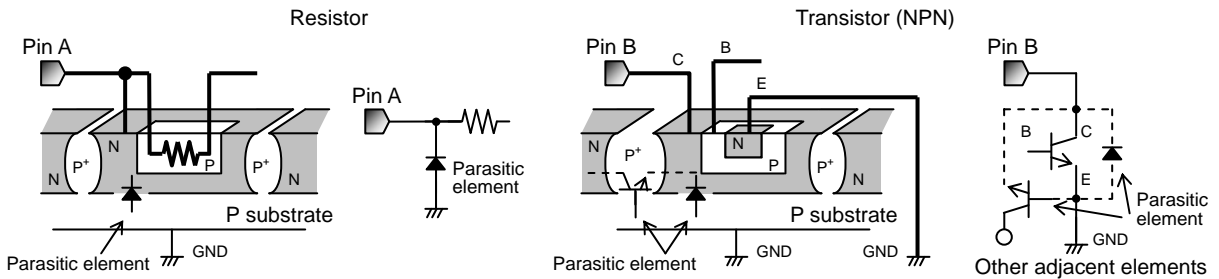 Resistor
Transistor (NPN)
Pin A
Pin B
B
C
E
Pin B
Pin A
N
P⁺
N
P
P⁺
N
Parasitic
element
P substrate
GND
Parasitic element
N
P⁺
N
P
P⁺
N
P substrate
GND
GND
Parasitic element
B
C
E
Parasitic
element
GND
Other adjacent elements